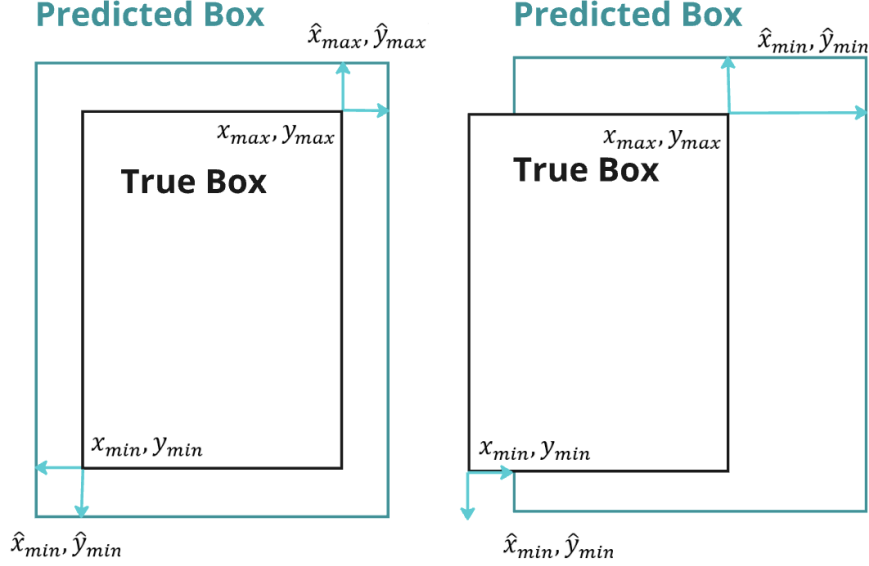 Predicted Box
x̂max, ŷmax
xmax, ymax
True Box
xmin, ymin
x̂min, ŷmin
Predicted Box
x̂min, ŷmin
xmax, ymax
True Box
xmin, ymin
x̂min, ŷmin